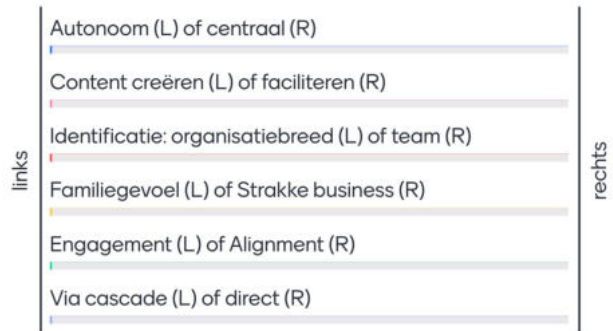 Autonoom (L) of centraal (R)
Content creëren (L) of faciliteren (R)
Identificatie: organisatiebreed (L) of team (R)
links
rechts
Familiegevoel (L) of Strakke business (R)
Engagement (L) of Alignment (R)
Via cascade (L) of direct (R)